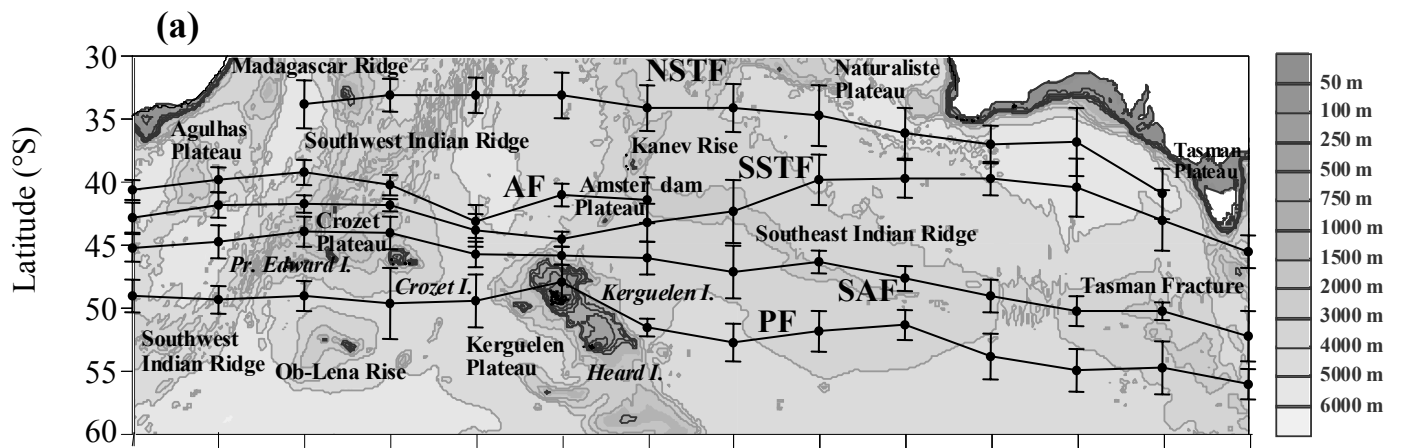 (a)
30
35
40
45
50
55
60
Latitude (°S)
Madagascar Ridge
NSTF
Naturaliste
Plateau
Agulhas
Plateau
Southwest Indian Ridge
Kanev Rise
SSTF
Tasman
Plateau
AF
Amster dam
Plateau
Crozet
Plateau
Southeast Indian Ridge
Pr. Edward I.
Crozet I.
Kerguelen I.
SAF
Tasman Fracture
PF
Southwest
Indian Ridge
Ob-Lena Rise
Kerguelen
Plateau
Heard I.
50 m
100 m
250 m
500 m
750 m
1000 m
1500 m
2000 m
3000 m
4000 m
5000 m
6000 m